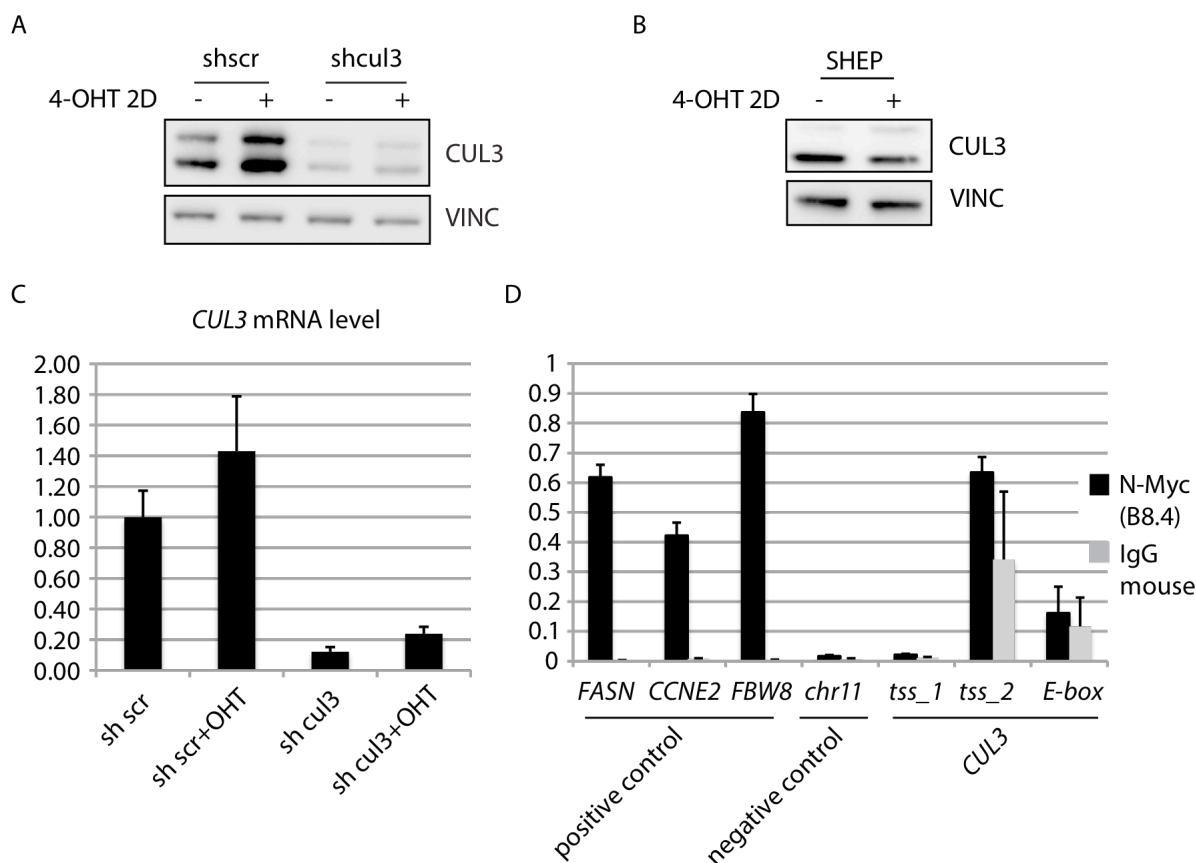 A
shscr shcul3
4-OHT 2D - + - +
CUL3
VINC
B
SHEP
4-OHT 2D - +
CUL3
VINC
C
CUL3 mRNA level
2.00
1.80
1.60
1.40
1.20
1.00
0.80
0.60
0.40
0.20
0.00
sh scr
sh scr+OHT
sh cul3
sh cul3+OHT
D
1
0.9
0.8
0.7
0.6
0.5
0.4
0.3
0.2
0.1
0
N-Myc
(B8.4)
IgG
mouse
FASN CCNE2 FBW8 chr11 tss_1 tss_2 E-box
positive control
negative control
CUL3